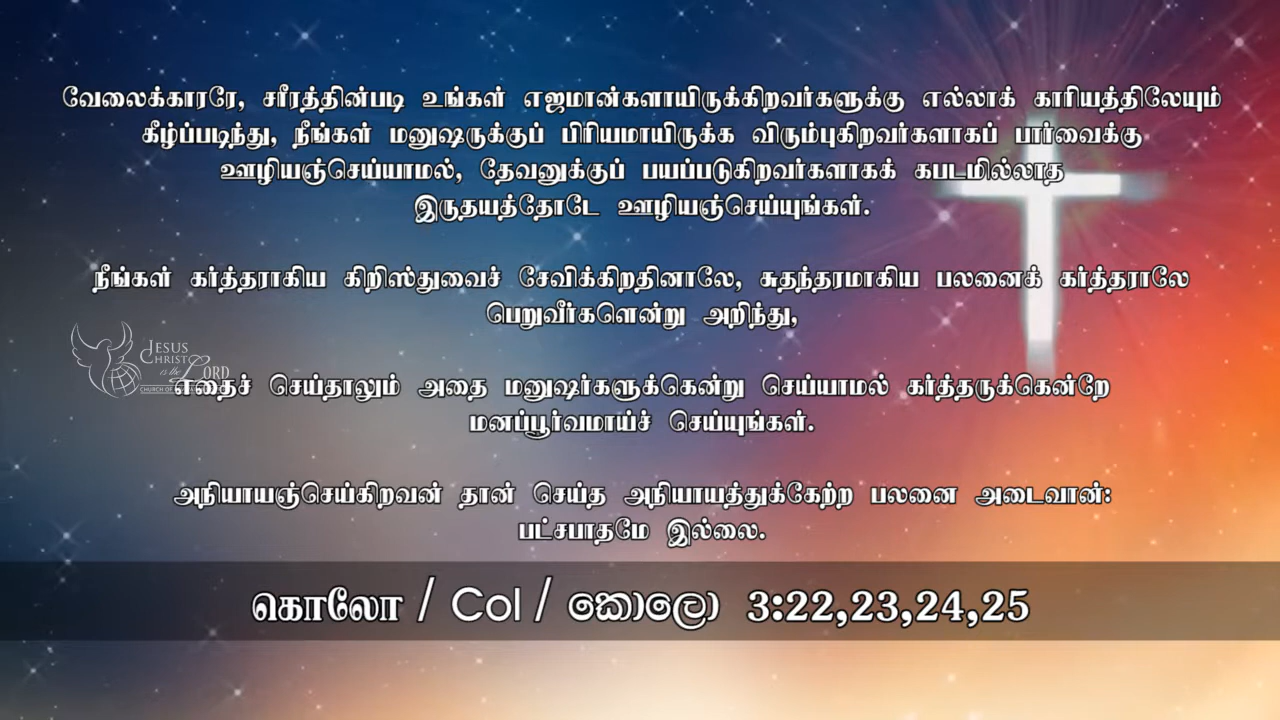 வேலைக்காரரே, சரீரத்தின்படி உங்கள் எஜமான்களாயிருக்கிறவர்களுக்கு எல்லாக் காரியத்திலேயும்
கீழ்ப்படிந்து, நீங்கள் மனுஷருக்குப் பிரியமாயிருக்க விரும்புகிறவர்களாகப் பார்வைக்கு
ஊழியஞ்செய்யாமல், தேவனுக்குப் பயப்படுகிறவர்களாகக் கபடமில்லாத
இருதயத்தோடே ஊழியஞ்செய்யுங்கள்.
நீங்கள் கர்த்தராகிய கிறிஸ்துவைச் சேவிக்கிறதினாலே, சுதந்தரமாகிய பலனைக் கர்த்தராலே
பெறுவீர்களென்று அறிந்து,
JESUS
CHRIST
is the LORD
CHURCH OF
எதைச் செய்தாலும் அதை மனுஷர்களுக்கென்று செய்யாமல் கர்த்தருக்கென்றே
மனப்பூர்வமாய்ச் செய்யுங்கள்.
அநியாயஞ்செய்கிறவன் தான் செய்த அநியாயத்துக்கேற்ற பலனை அடைவான்:
பட்சபாதமே இல்லை.
கொலோ / Col / කොලො 3:22,23,24,25